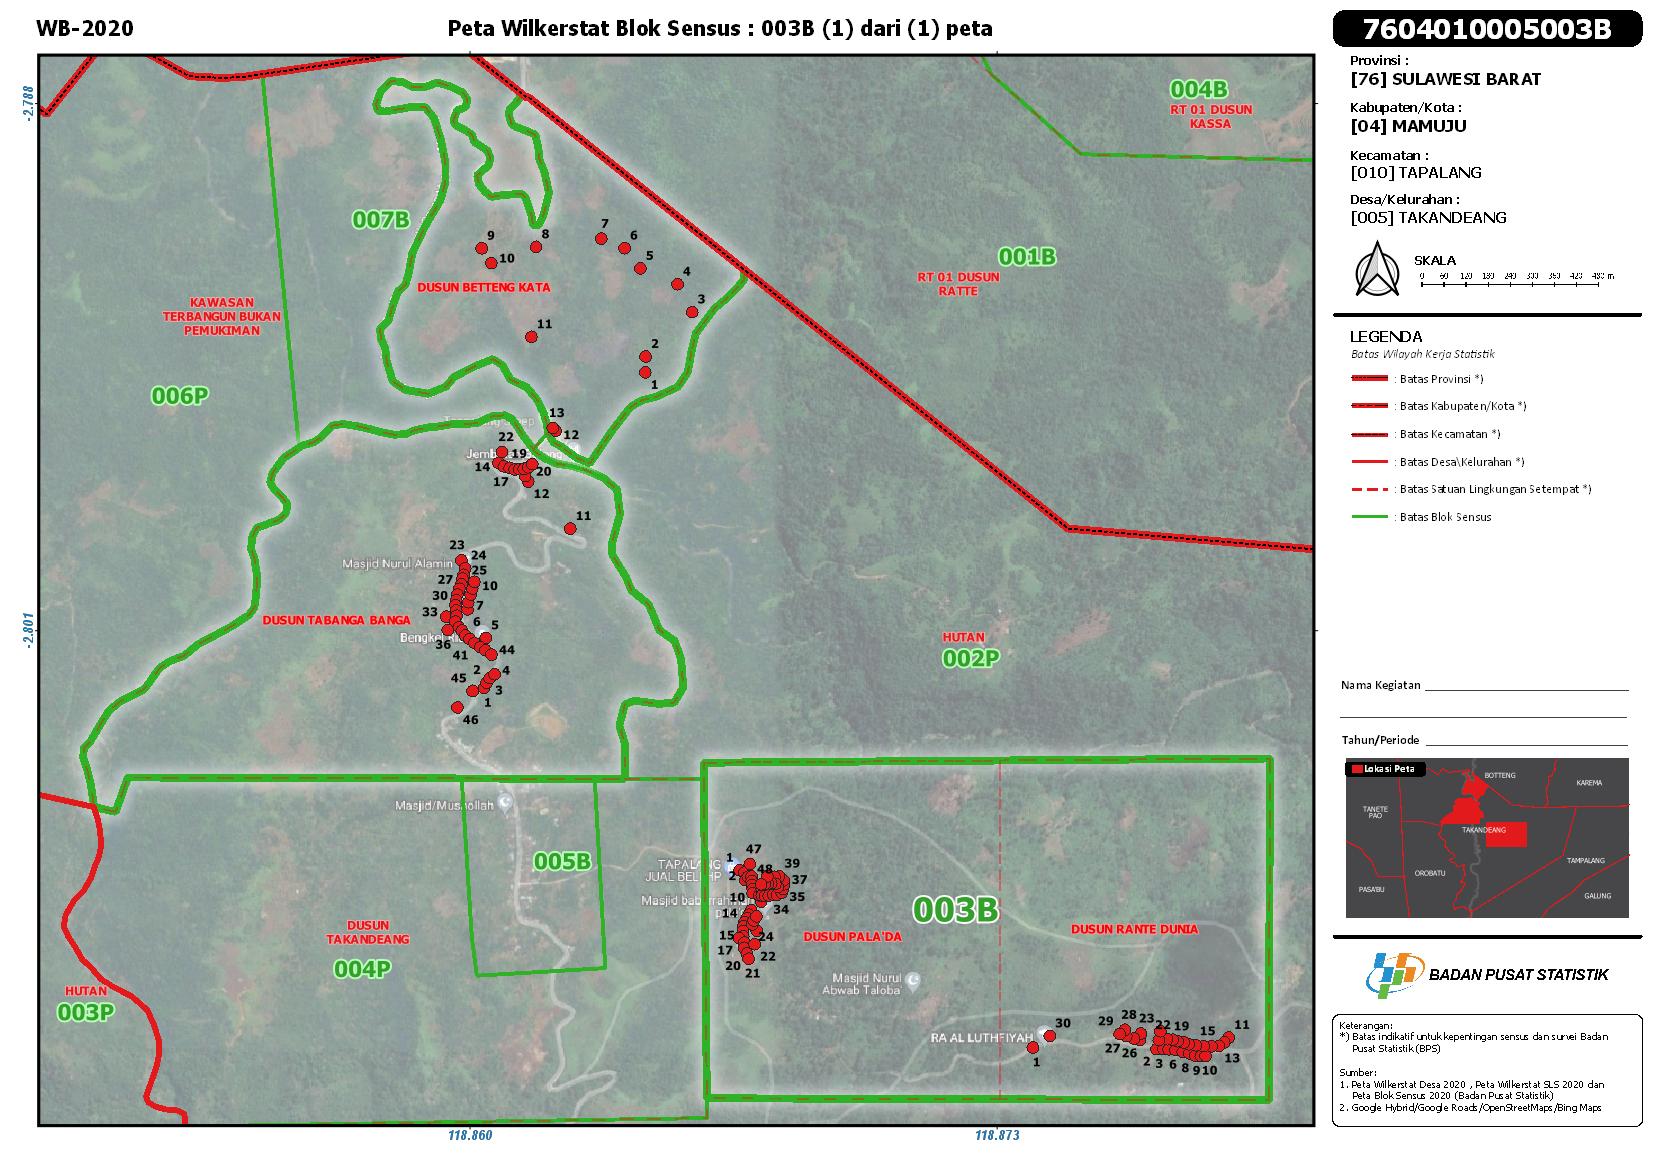 WB-2020
Peta Wilkerstat Blok Sensus : 003B (1) dari (1) peta
7604010005003B
Provinsi :
[76] SULAWESI BARAT
Kabupaten/Kota :
[04] MAMUJU
Kecamatan :
[010] TAPALANG
Desa/Kelurahan :
[005] TAKANDEANG
SKALA
0 60 120 180 240 300 360 420 480 m
LEGENDA
Batas Wilayah Kerja Statistik
: Batas Provinsi *)
: Batas Kabupaten/Kota *)
: Batas Kecamatan *)
: Batas Desa\Kelurahan *)
: Batas Satuan Lingkungan Setempat *)
: Batas Blok Sensus
Nama Kegiatan
Tahun/Periode
Lokasi Peta
BOTTENG
KAREMA
TANETE
PAO
TAKANDEANG
TAMPALANG
OROBATU
PASA'BU
GALUNG
BADAN PUSAT STATISTIK
Keterangan:
*) Batas indikatif untuk kepentingan sensus dan survei Badan
Pusat Statistik (BPS)
Sumber:
1. Peta Wilkerstat Desa 2020 , Peta Wilkerstat SLS 2020 dan
Peta Blok Sensus 2020 (Badan Pusat Statistik)
2. Google Hybrid/Google Roads/OpenStreetMaps/Bing Maps
-2.788
-2.801
118.860
118.873
004B
RT 01 DUSUN
KASSA
007B
9
10
8
7
6
5
4
3
2
1
11
DUSUN BETTENG KATA
001B
RT 01 DUSUN
RATTE
KAWASAN
TERBANGUN BUKAN
PEMUKIMAN
006P
13
12
22
19
14
20
17
12
11
23
24
Masjid Nurul Alamin
25
27
10
30
7
33
6
DUSUN TABANGA BANGA
5
36
41
44
2
4
45
3
1
46
HUTAN
002P
Masjid/Mushollah
005B
TAPALANG
1
47
48
39
2
37
10
35
34
14
15
24
17
22
20
21
003B
DUSUN PALA'DA
DUSUN RANTE DUNIA
DUSUN
TAKANDEANG
004P
HUTAN
003P
Masjid Nurul
Abwab Taloba'
RA AL LUTHFIYAH
30
1
29
28
23
22
19
15
11
27
26
2
3
6
8
9
10
13